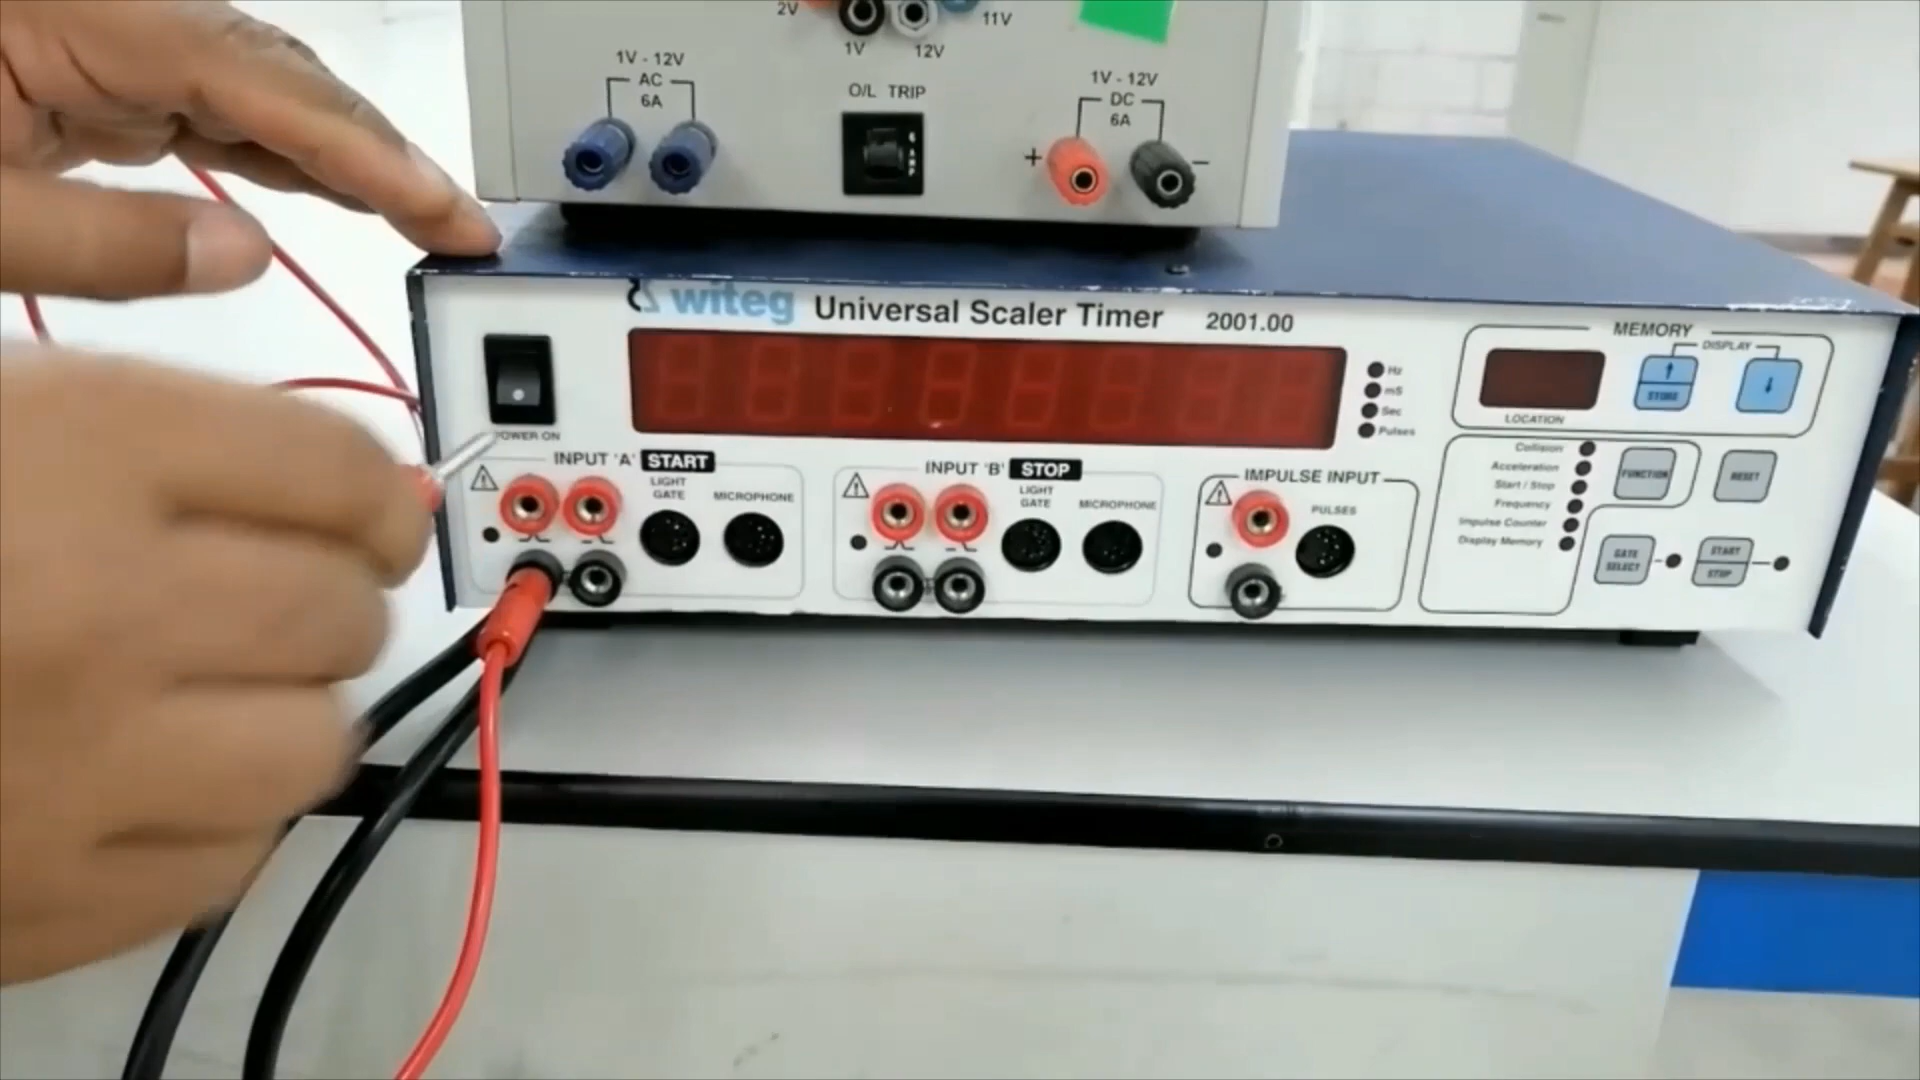 2V
11V
1V
12V
1V - 12V
AC
6A
O/L TRIP
6 AMP
1V - 12V
DC
6A
+
−
witeg Universal Scaler Timer 2001.00
POWER ON
Hz
mS
Sec
Pulses
MEMORY
DISPLAY
STORE
LOCATION
INPUT 'A' START
LIGHT
GATE
MICROPHONE
INPUT 'B' STOP
LIGHT
GATE
MICROPHONE
IMPULSE INPUT
PULSES
Collision
Acceleration
Start / Stop
Frequency
Impulse Counter
Display Memory
FUNCTION
RESET
GATE
SELECT
START
STOP